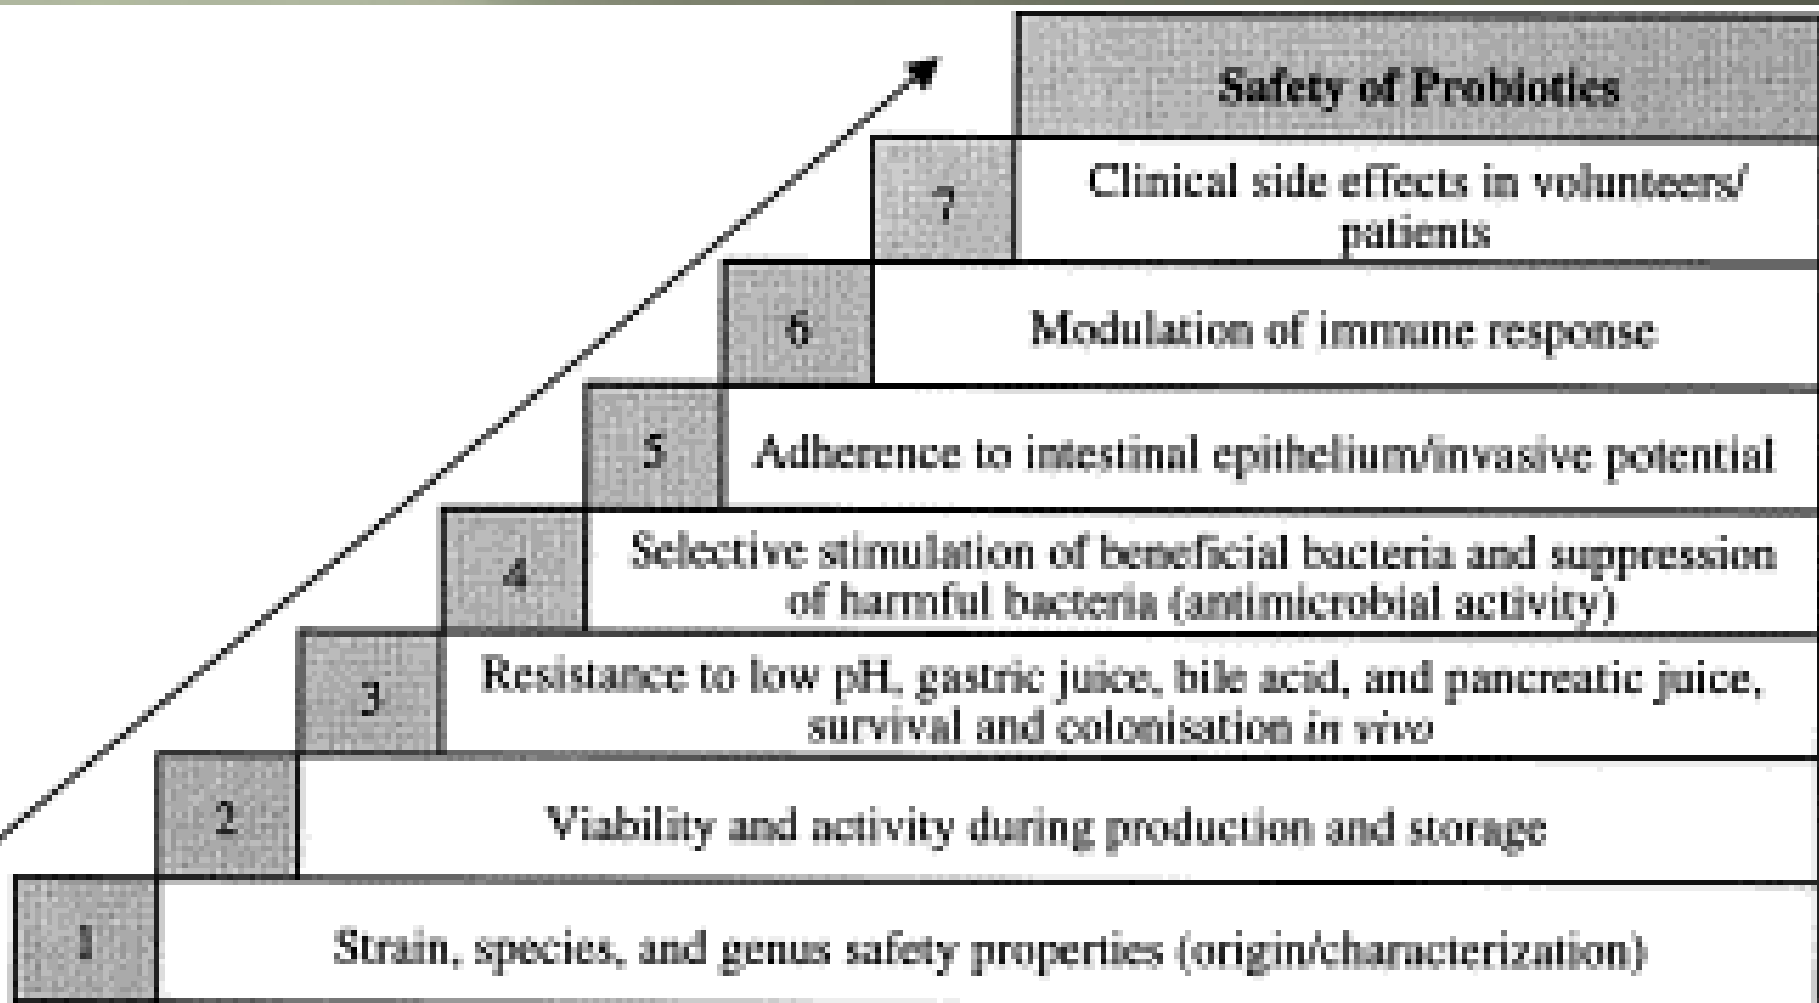 Safety of Probiotics
7
Clinical side effects in volunteers/
patients
6
Modulation of immune response
5
Adherence to intestinal epithelium/invasive potential
4
Selective stimulation of beneficial bacteria and suppression
of harmful bacteria (antimicrobial activity)
3
Resistance to low pH, gastric juice, bile acid, and pancreatic juice,
survival and colonisation in vivo
2
Viability and activity during production and storage
1
Strain, species, and genus safety properties (origin/characterization)